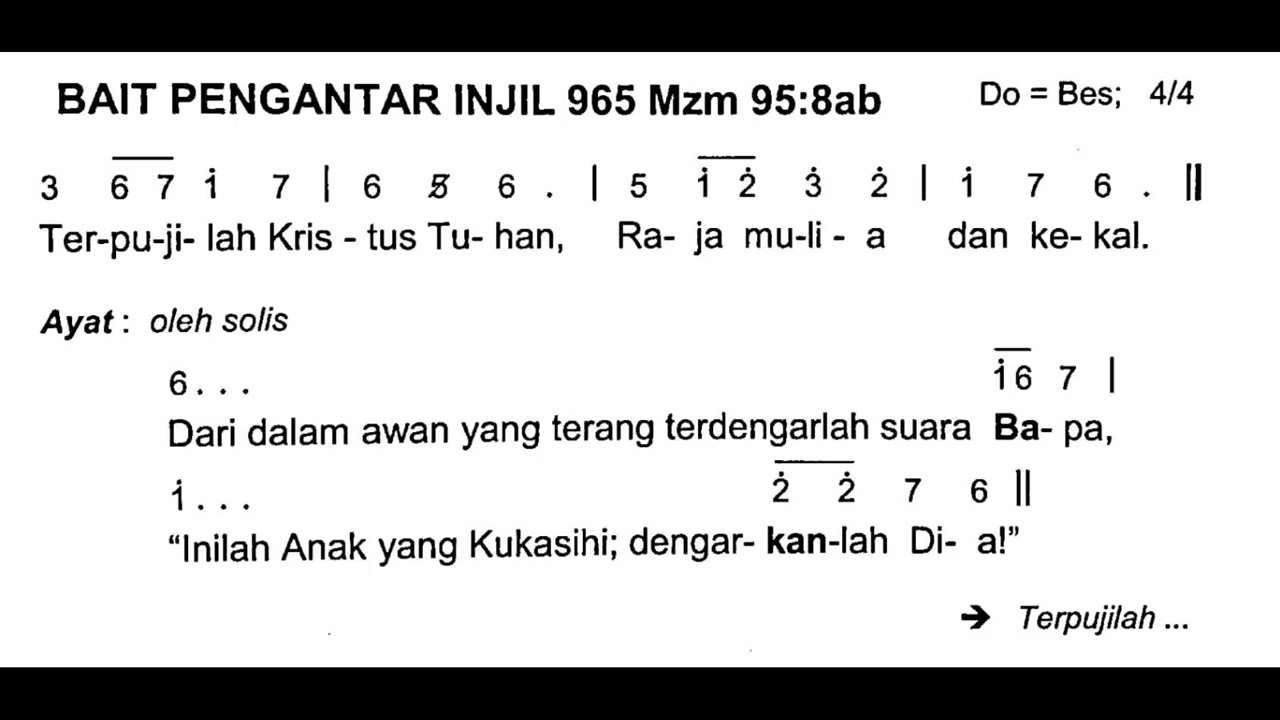 BAIT PENGANTAR INJIL 965 Mzm 95:8ab Do = Bes; 4/4
3 6̅ 7̅ 1̇ 7 | 6 5̸ 6 . | 5 1̇̅ 2̇̅ 3̇ 2̇ | 1̇ 7 6 . ||
Ter-pu-ji- lah Kris - tus Tu- han, Ra- ja mu-li - a dan ke- kal.
Ayat : oleh solis
6 . . . 1̇̅ 6̅ 7 |
Dari dalam awan yang terang terdengarlah suara Ba- pa,
1̇ . . . 2̇̅ 2̇̅ 7 6 ||
“Inilah Anak yang Kukasihi; dengar- kan-lah Di- a!”
➔ Terpujilah ...